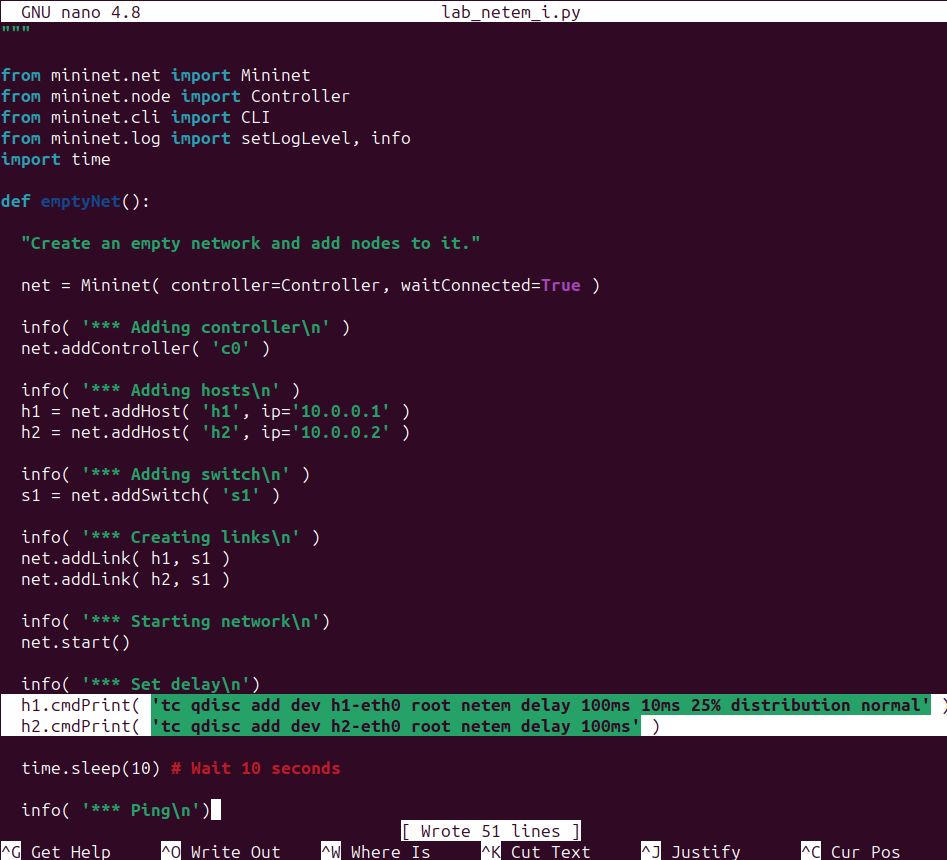 GNU nano 4.8 lab_netem_i.py
"""
from mininet.net import Mininet
from mininet.node import Controller
from mininet.cli import CLI
from mininet.log import setLogLevel, info
import time
def emptyNet():
"Create an empty network and add nodes to it."
net = Mininet( controller=Controller, waitConnected=True )
info( '*** Adding controller\n' )
net.addController( 'c0' )
info( '*** Adding hosts\n' )
h1 = net.addHost( 'h1', ip='10.0.0.1' )
h2 = net.addHost( 'h2', ip='10.0.0.2' )
info( '*** Adding switch\n' )
s1 = net.addSwitch( 's1' )
info( '*** Creating links\n' )
net.addLink( h1, s1 )
net.addLink( h2, s1 )
info( '*** Starting network\n')
net.start()
info( '*** Set delay\n')
h1.cmdPrint( 'tc qdisc add dev h1-eth0 root netem delay 100ms 10ms 25% distribution normal' )
h2.cmdPrint( 'tc qdisc add dev h2-eth0 root netem delay 100ms' )
time.sleep(10) # Wait 10 seconds
info( '*** Ping\n')
[ Wrote 51 lines ]
^G Get Help ^O Write Out ^W Where Is ^K Cut Text ^J Justify ^C Cur Pos